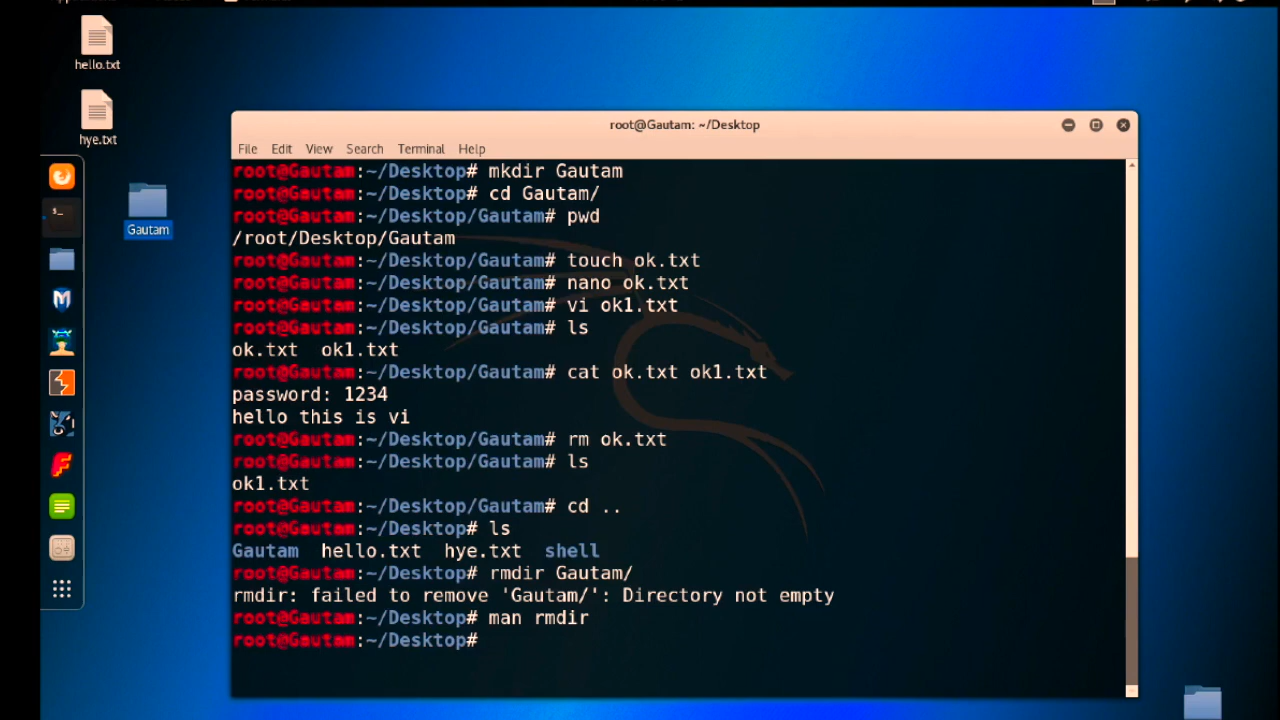 hello.txt
hye.txt
Gautam
root@Gautam: ~/Desktop
File Edit View Search Terminal Help
root@Gautam:~/Desktop# mkdir Gautam
root@Gautam:~/Desktop# cd Gautam/
root@Gautam:~/Desktop/Gautam# pwd
/root/Desktop/Gautam
root@Gautam:~/Desktop/Gautam# touch ok.txt
root@Gautam:~/Desktop/Gautam# nano ok.txt
root@Gautam:~/Desktop/Gautam# vi ok1.txt
root@Gautam:~/Desktop/Gautam# ls
ok.txt  ok1.txt
root@Gautam:~/Desktop/Gautam# cat ok.txt ok1.txt
password: 1234
hello this is vi
root@Gautam:~/Desktop/Gautam# rm ok.txt
root@Gautam:~/Desktop/Gautam# ls
ok1.txt
root@Gautam:~/Desktop/Gautam# cd ..
root@Gautam:~/Desktop# ls
Gautam  hello.txt  hye.txt  shell
root@Gautam:~/Desktop# rmdir Gautam/
rmdir: failed to remove 'Gautam/': Directory not empty
root@Gautam:~/Desktop# man rmdir
root@Gautam:~/Desktop#